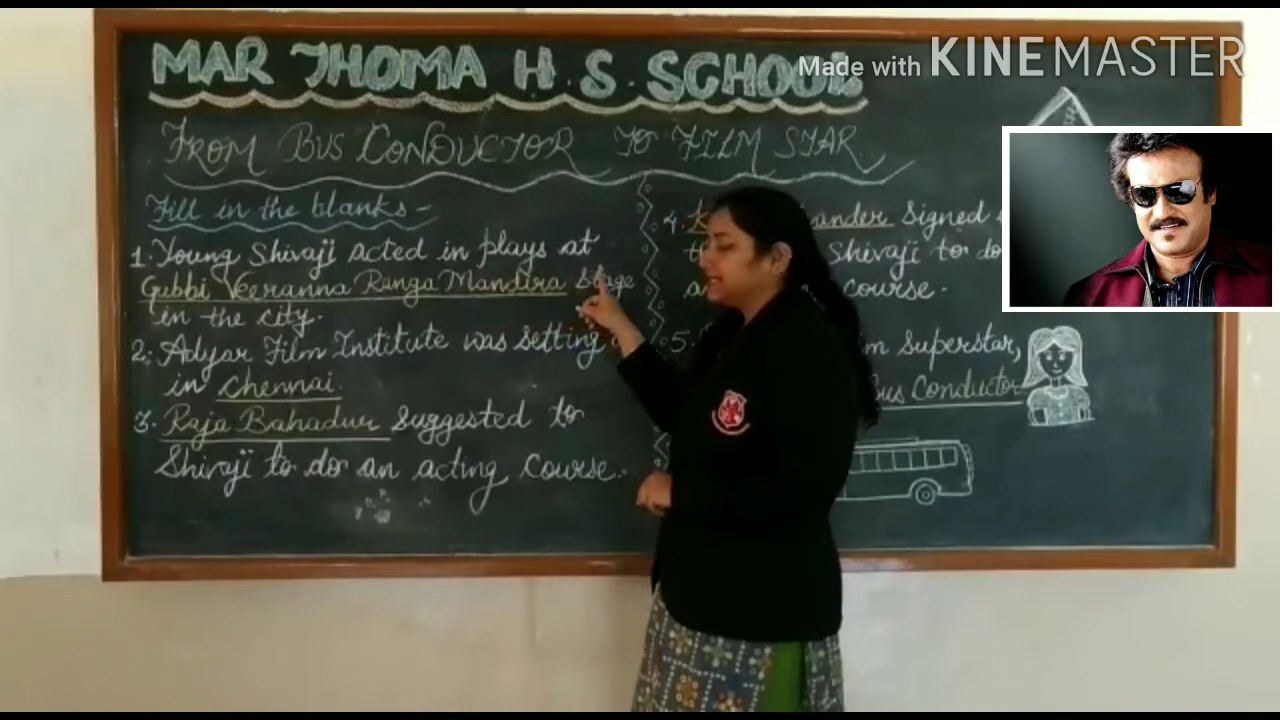 MAR THOMA H.S. SCHOOL
Made with KINEMASTER
FROM BUS CONDUCTOR TO FILM STAR
Fill in the blanks -
1. Young Shivaji acted in plays at
Gubbi Veeranna Ranga Mandira Stage
in the city.
2. Adyar Film Institute was setting
in Chennai.
3. Raja Bahadur Suggested to
Shivaji to do an acting course.
4. signed
Shivaji to do
course.
5. Superstar,
Bus Conductor